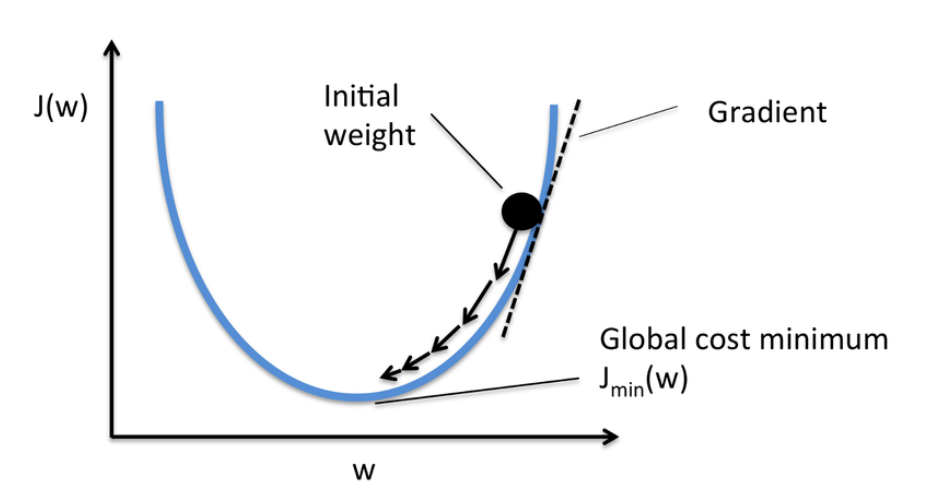 J(w)
Initial
weight
Gradient
Global cost minimum
Jmin(w)
w